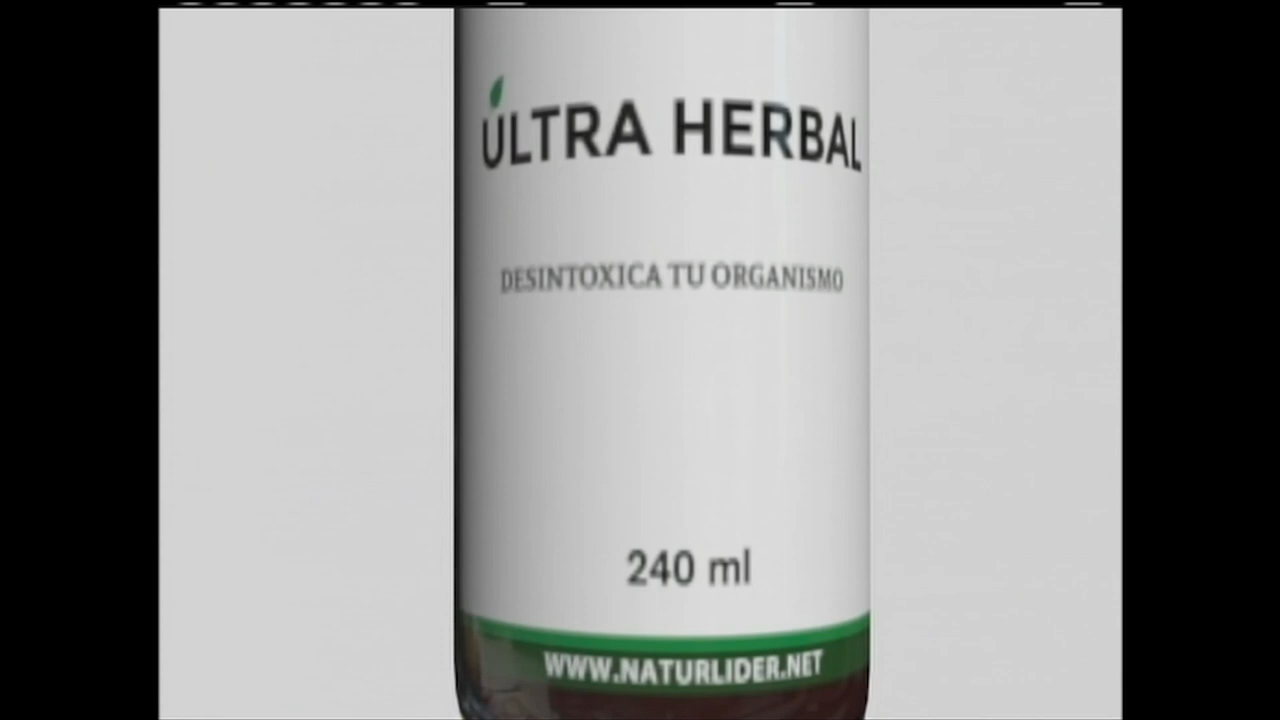 ULTRA HERBAL
DESINTOXICA TU ORGANISMO
240 ml
WWW.NATURLIDER.NET